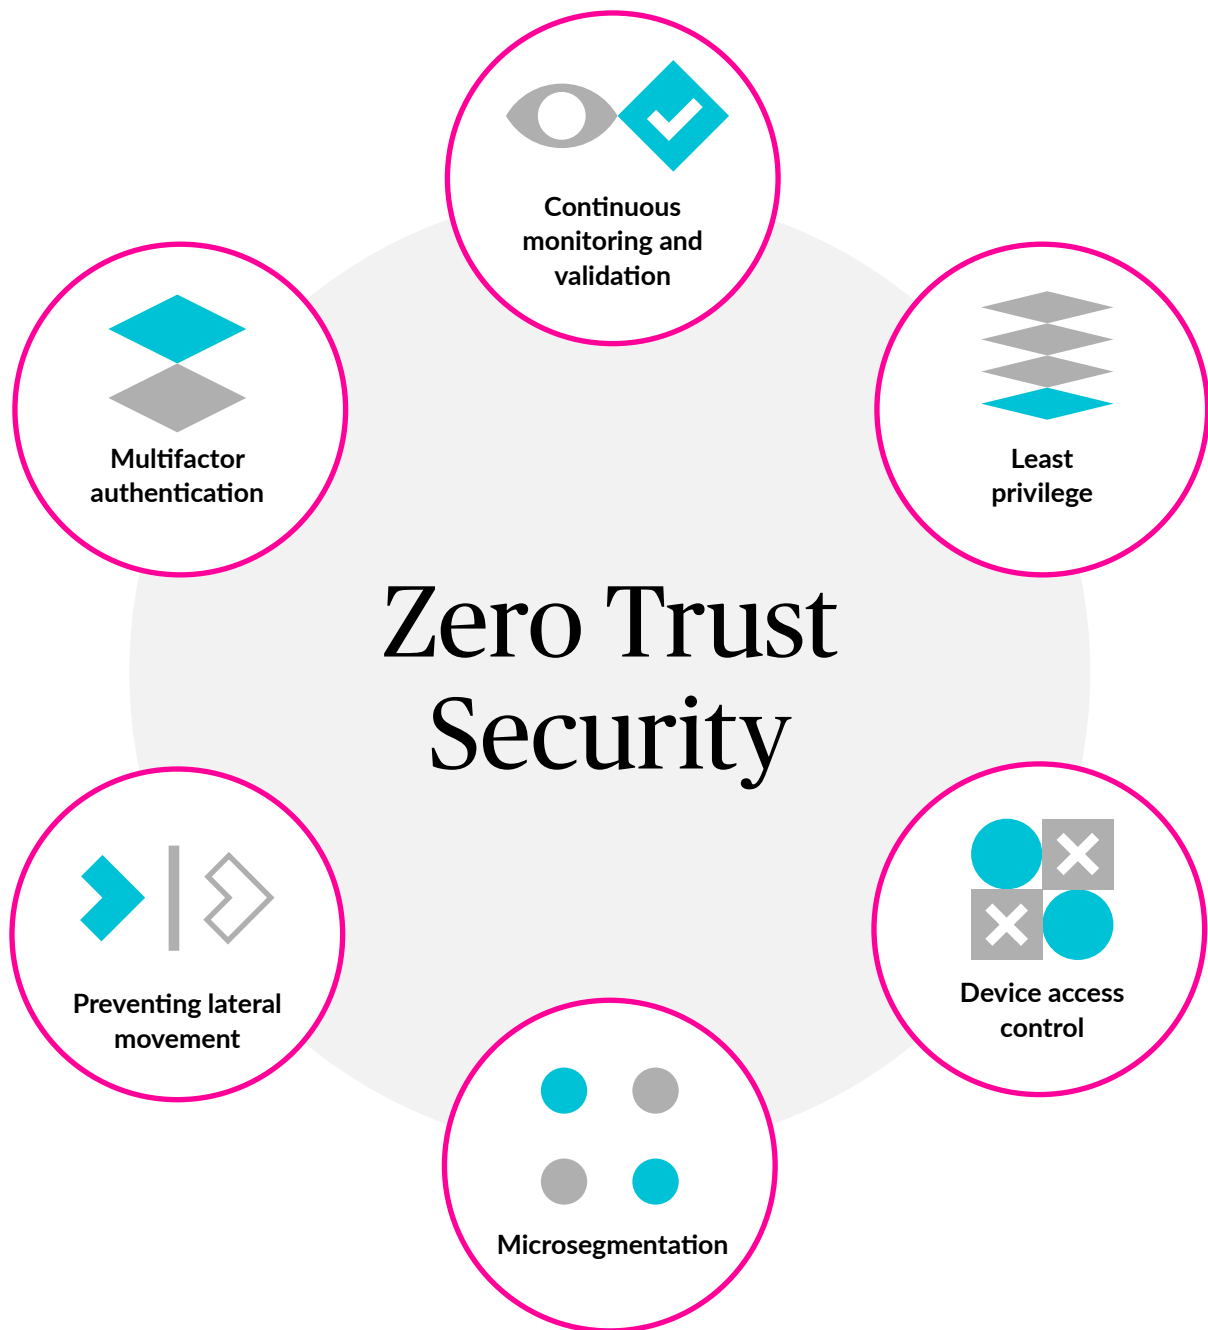 Continuous
monitoring and
validation
Multifactor
authentication
Least
privilege
Zero Trust
Security
Preventing lateral
movement
Device access
control
Microsegmentation